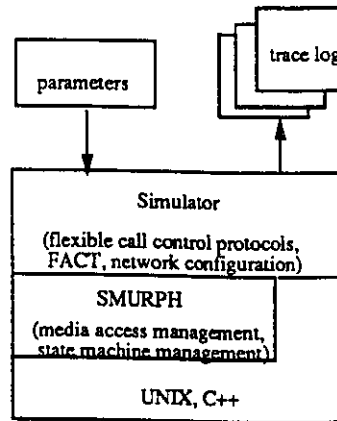 parameters
trace log
Simulator
(flexible call control protocols,
FACT, network configuration)
SMURPH
(media access management,
state machine management)
UNIX, C++